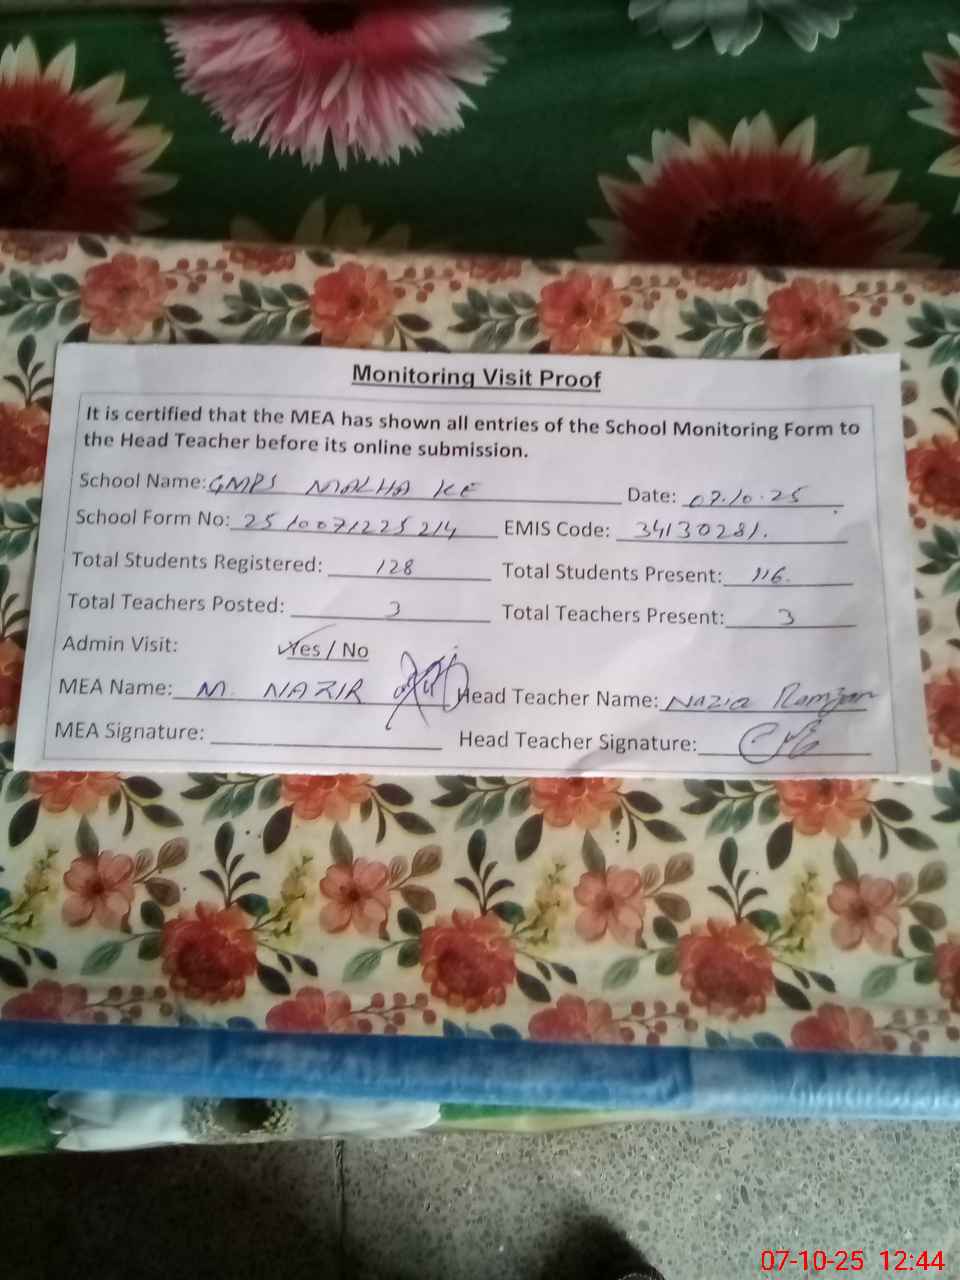 Monitoring Visit Proof
It is certified that the MEA has shown all entries of the School Monitoring Form to
the Head Teacher before its online submission.
School Name: GMPS MALHA KE Date: 07.10.25
School Form No: 2510071225214 EMIS Code: 34130281.
Total Students Registered: 128 Total Students Present: 116.
Total Teachers Posted: 3 Total Teachers Present: 3
Admin Visit: Yes / No
MEA Name: M. NAZIR Head Teacher Name: Nazia Ramzan
MEA Signature: Head Teacher Signature:
07-10-25 12:44